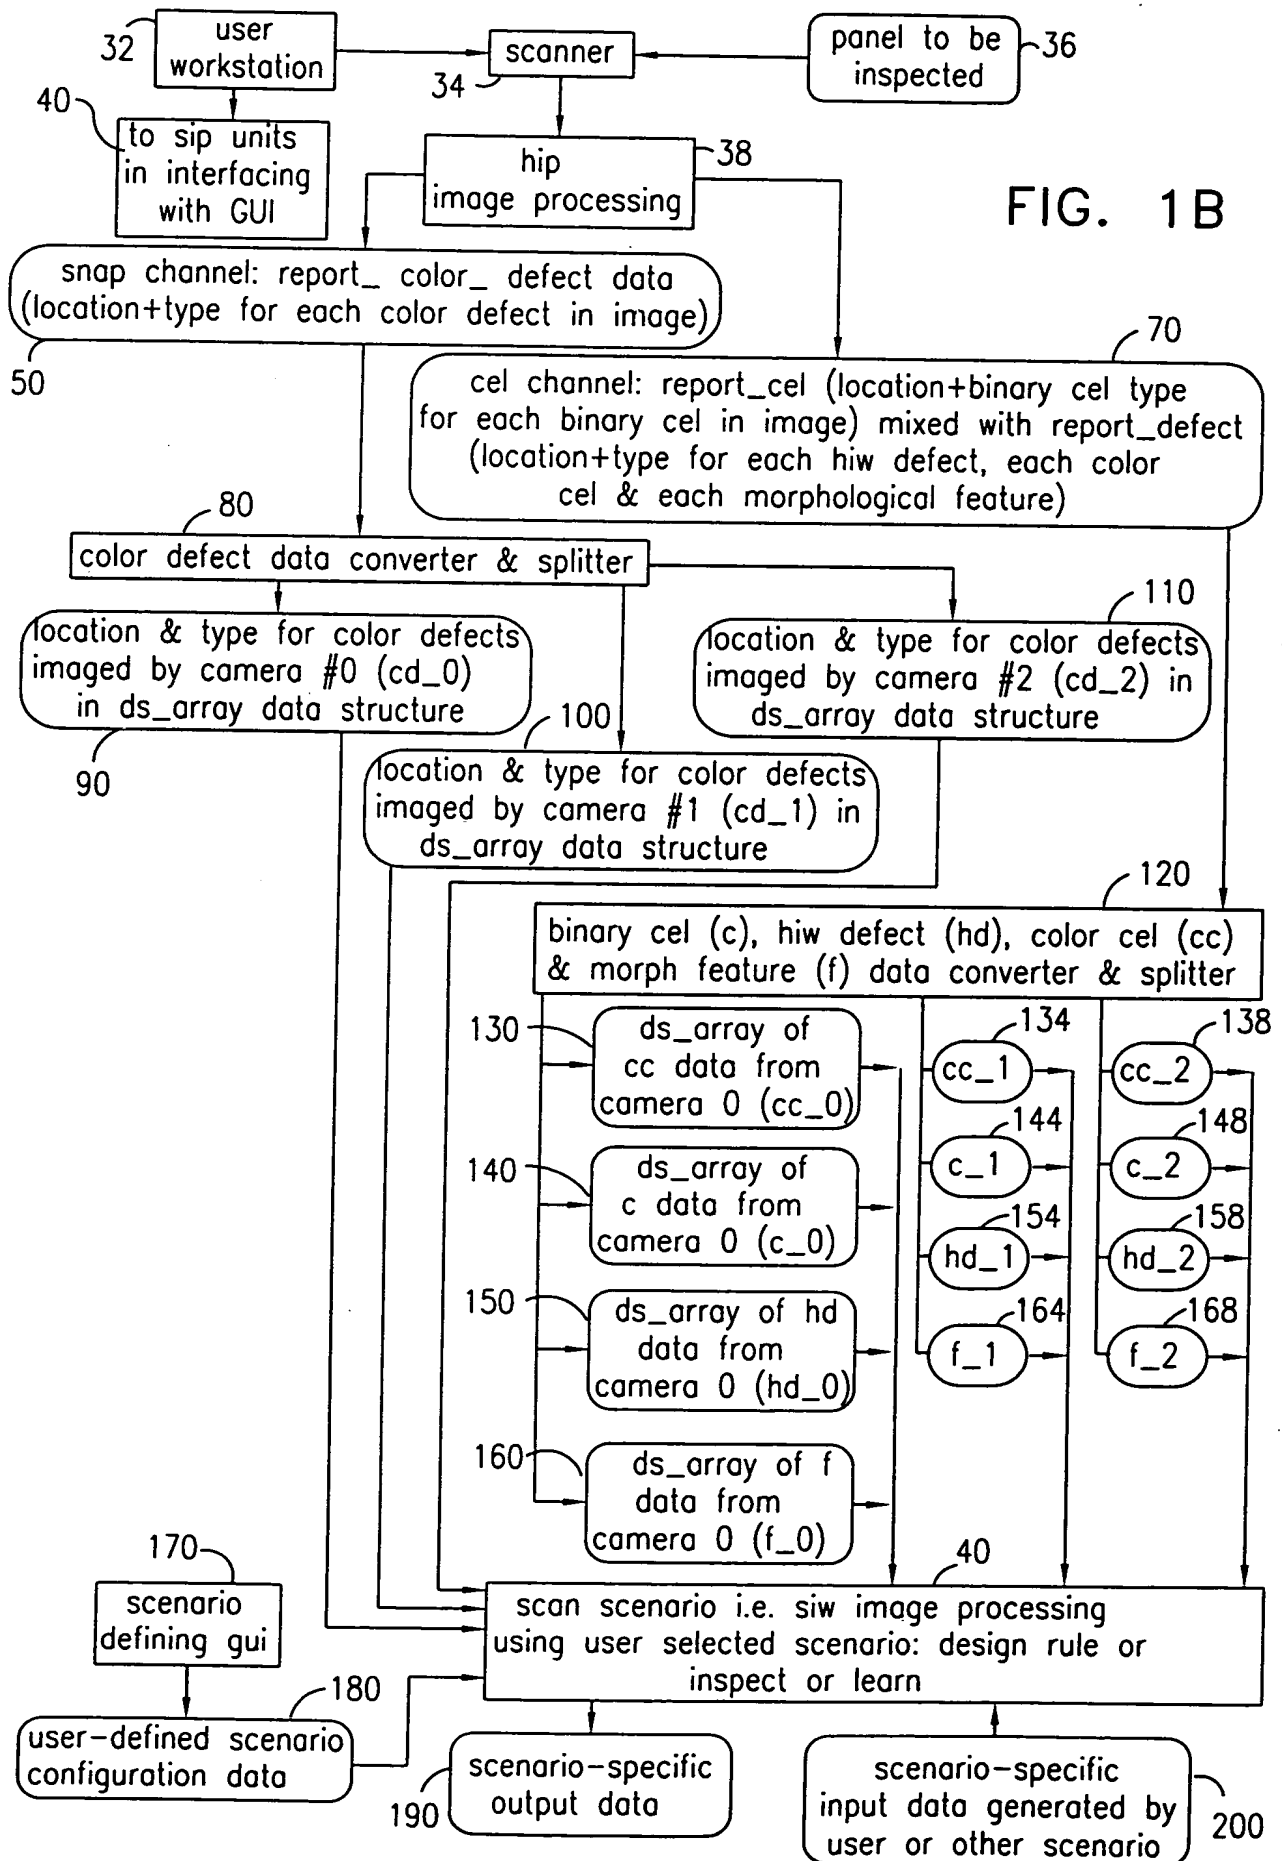 32
user
workstation
scanner
34
panel to be
inspected
36
40
to sip units
in interfacing
with GUI
hip
image processing
38
FIG. 1B
snap channel: report_ color_ defect data
(location+type for each color defect in image)
50
70
cel channel: report_cel (location+binary cel type
for each binary cel in image) mixed with report_defect
(location+type for each hiw defect, each color
cel & each morphological feature)
80
color defect data converter & splitter
location & type for color defects
imaged by camera #0 (cd_0)
in ds_array data structure
90
110
location & type for color defects
imaged by camera #2 (cd_2) in
ds_array data structure
100
location & type for color defects
imaged by camera #1 (cd_1) in
ds_array data structure
120
binary cel (c), hiw defect (hd), color cel (cc)
& morph feature (f) data converter & splitter
130
ds_array of
cc data from
camera 0 (cc_0)
134
cc_1
138
cc_2
140
ds_array of
c data from
camera 0 (c_0)
144
c_1
148
c_2
150
ds_array of hd
data from
camera 0 (hd_0)
154
hd_1
158
hd_2
160
ds_array of f
data from
camera 0 (f_0)
164
f_1
168
f_2
170
scenario
defining gui
40
scan scenario i.e. siw image processing
using user selected scenario: design rule or
inspect or learn
180
user-defined scenario
configuration data
190
scenario-specific
output data
scenario-specific
input data generated by
user or other scenario
200